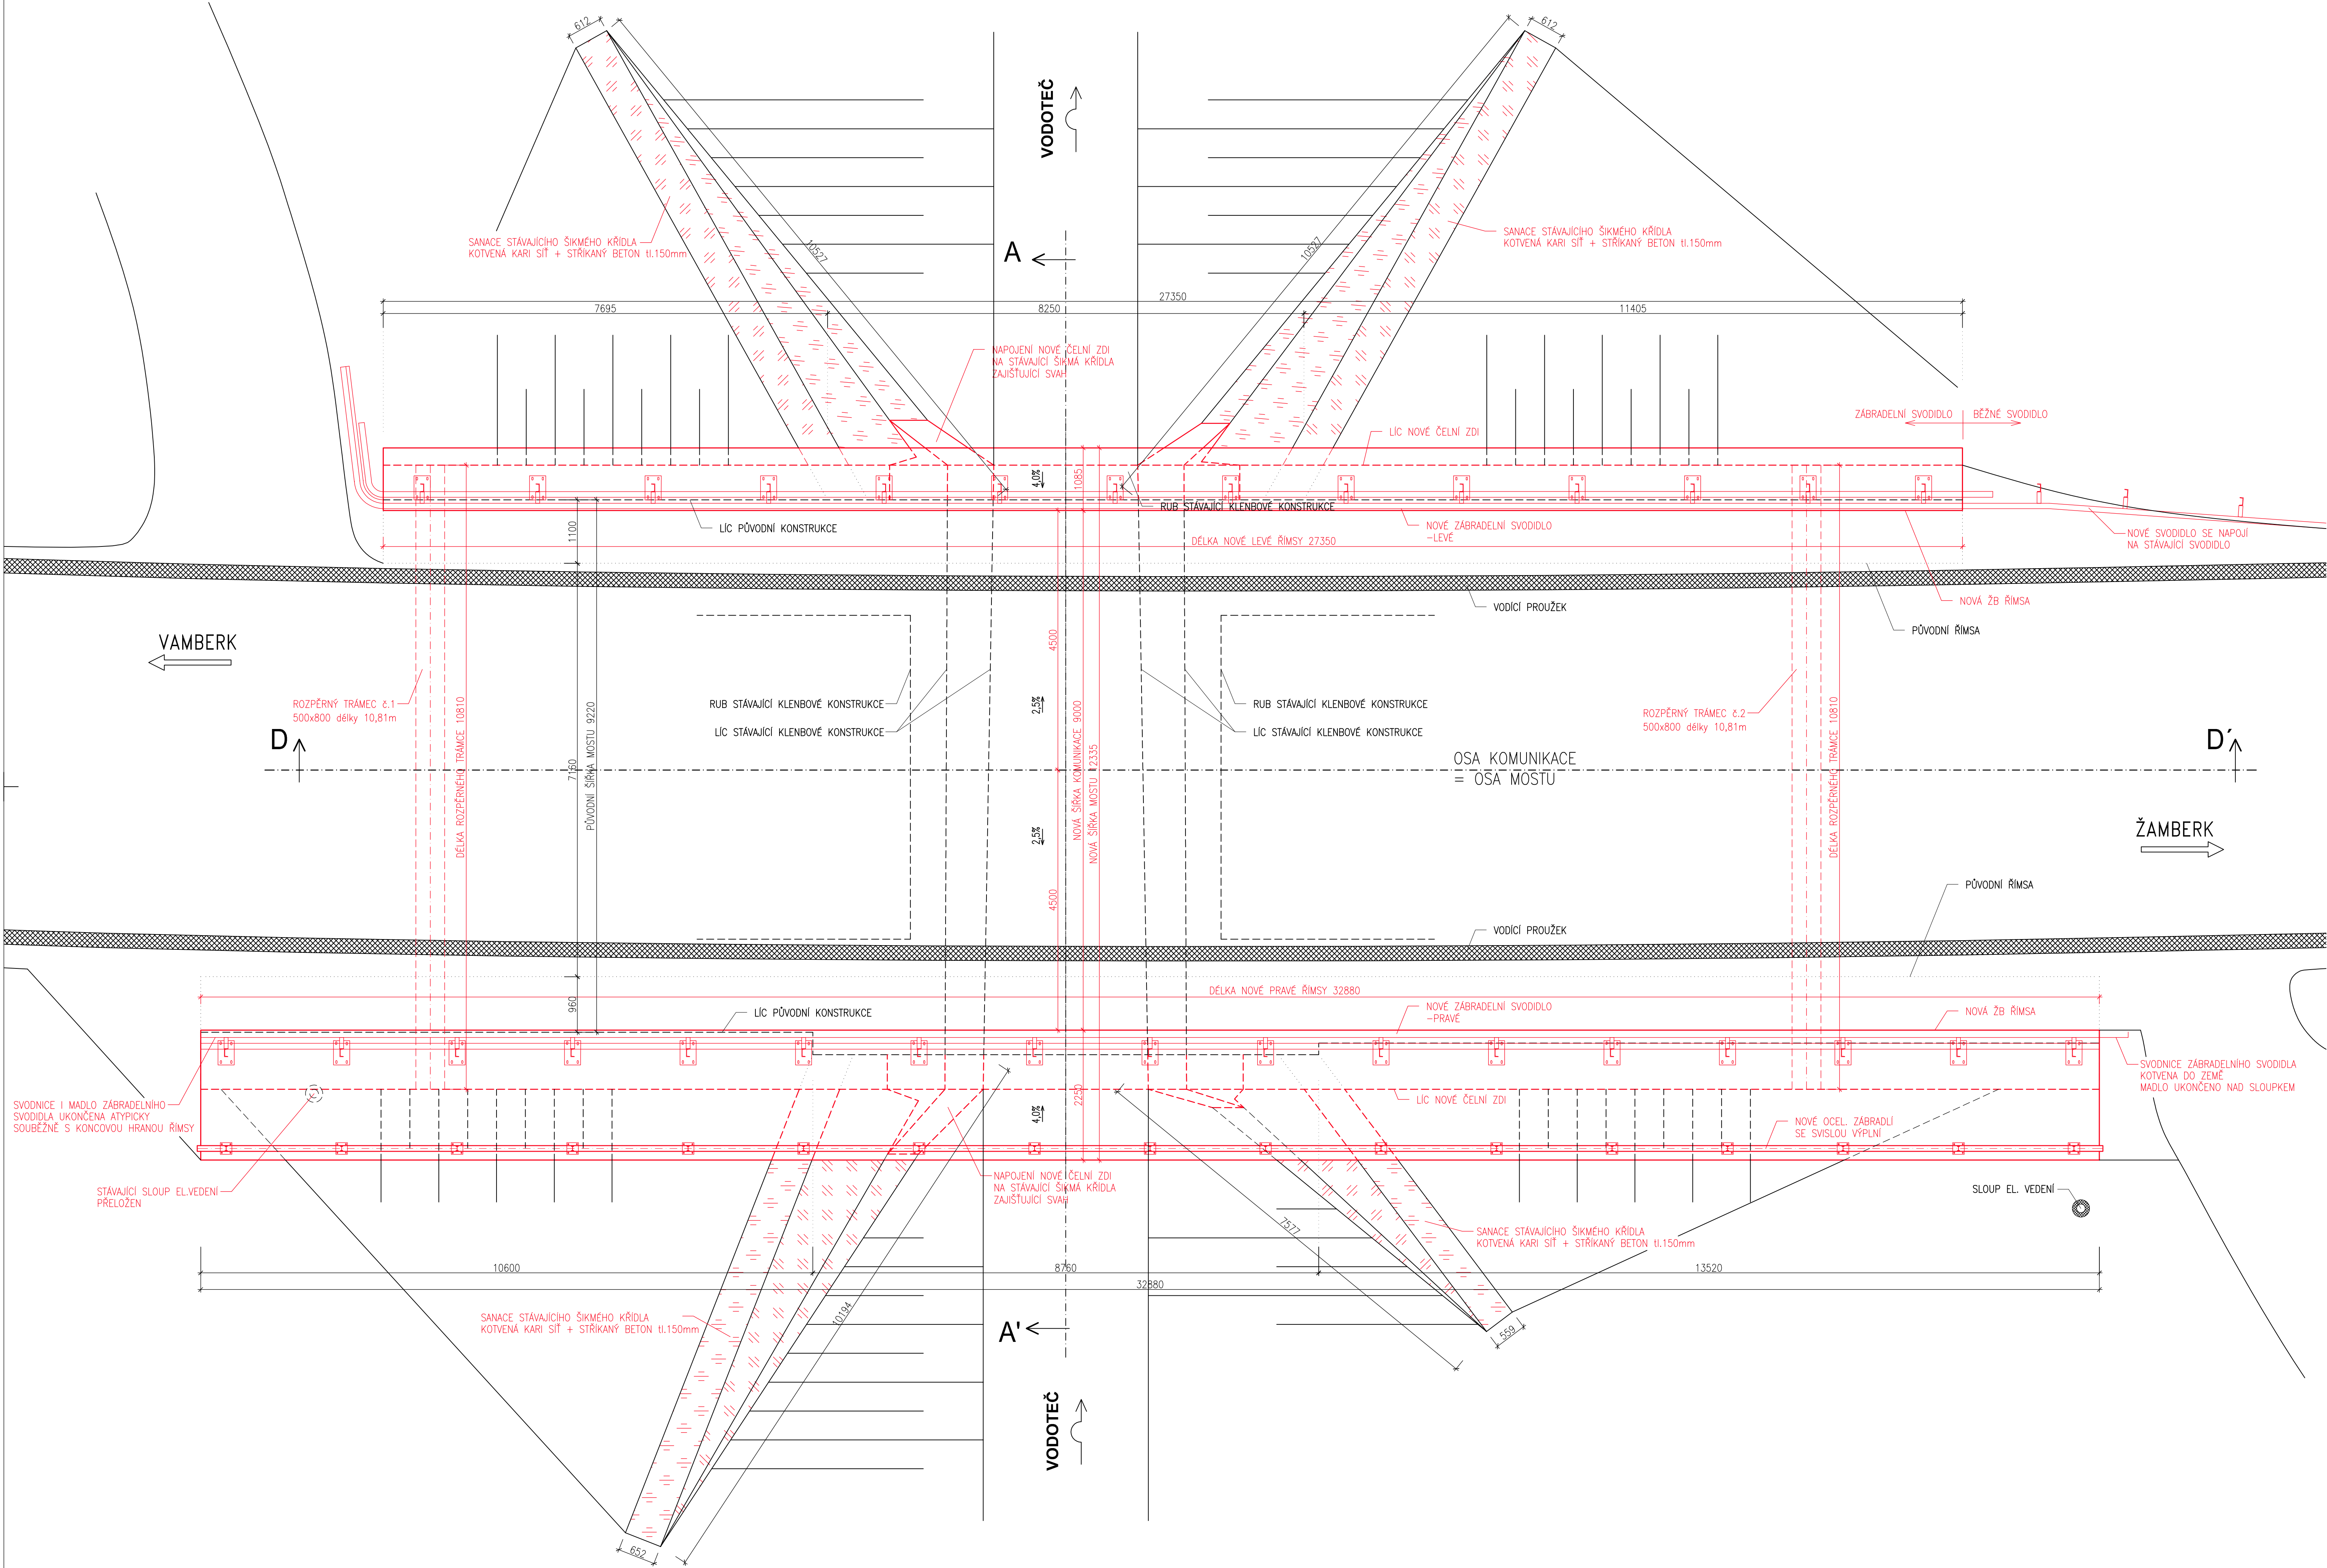 612
612
VODOTEČ
SANACE STÁVAJÍCÍHO ŠIKMÉHO KŘÍDLA
KOTVENÁ KARI SÍŤ + STŘÍKANÝ BETON tl.150mm
10527
A
10527
SANACE STÁVAJÍCÍHO ŠIKMÉHO KŘÍDLA
KOTVENÁ KARI SÍŤ + STŘÍKANÝ BETON tl.150mm
27350
7695
8250
11405
NAPOJENÍ NOVÉ ČELNÍ ZDI
NA STÁVAJÍCÍ ŠIKMÁ KŘÍDLA
ZAJIŠŤUJÍCÍ SVAH
ZÁBRADELNÍ SVODIDLO
BĚŽNÉ SVODIDLO
LÍC NOVÉ ČELNÍ ZDI
4,0%
1085
RUB STÁVAJÍCÍ KLENBOVÉ KONSTRUKCE
LÍC PŮVODNÍ KONSTRUKCE
1100
NOVÉ ZÁBRADELNÍ SVODIDLO
-LEVÉ
DÉLKA NOVÉ LEVÉ ŘÍMSY 27350
NOVÉ SVODIDLO SE NAPOJÍ
NA STÁVAJÍCÍ SVODIDLO
NOVÁ ŽB ŘÍMSA
VODÍCÍ PROUŽEK
PŮVODNÍ ŘÍMSA
VAMBERK
4500
ROZPĚRNÝ TRÁMEC č.1
500x800 délky 10,81m
DÉLKA ROZPĚRNÉHO TRÁMCE 10810
7160
PŮVODNÍ ŠÍŘKA MOSTU 9220
RUB STÁVAJÍCÍ KLENBOVÉ KONSTRUKCE
LÍC STÁVAJÍCÍ KLENBOVÉ KONSTRUKCE
2,5%
NOVÁ ŠÍŘKA KOMUNIKACE 9000
NOVÁ ŠÍŘKA MOSTU 12335
RUB STÁVAJÍCÍ KLENBOVÉ KONSTRUKCE
LÍC STÁVAJÍCÍ KLENBOVÉ KONSTRUKCE
ROZPĚRNÝ TRÁMEC č.2
500x800 délky 10,81m
DÉLKA ROZPĚRNÉHO TRÁMCE 10810
D
D´
OSA KOMUNIKACE
= OSA MOSTU
2,5%
ŽAMBERK
4500
PŮVODNÍ ŘÍMSA
VODÍCÍ PROUŽEK
960
DÉLKA NOVÉ PRAVÉ ŘÍMSY 32880
LÍC PŮVODNÍ KONSTRUKCE
NOVÉ ZÁBRADELNÍ SVODIDLO
-PRAVÉ
NOVÁ ŽB ŘÍMSA
SVODNICE ZÁBRADELNÍHO SVODIDLA
KOTVENA DO ZEMĚ
MADLO UKONČENO NAD SLOUPKEM
SVODNICE I MADLO ZÁBRADELNÍHO
SVODIDLA UKONČENA ATYPICKY
SOUBĚŽNĚ S KONCOVOU HRANOU ŘÍMSY
4,0%
2250
LÍC NOVÉ ČELNÍ ZDI
NOVÉ OCEL. ZÁBRADLÍ
SE SVISLOU VÝPLNÍ
STÁVAJÍCÍ SLOUP EL.VEDENÍ
PŘELOŽEN
NAPOJENÍ NOVÉ ČELNÍ ZDI
NA STÁVAJÍCÍ ŠIKMÁ KŘÍDLA
ZAJIŠŤUJÍCÍ SVAH
SLOUP EL. VEDENÍ
7577
SANACE STÁVAJÍCÍHO ŠIKMÉHO KŘÍDLA
KOTVENÁ KARI SÍŤ + STŘÍKANÝ BETON tl.150mm
10600
8760
13520
32880
SANACE STÁVAJÍCÍHO ŠIKMÉHO KŘÍDLA
KOTVENÁ KARI SÍŤ + STŘÍKANÝ BETON tl.150mm
10194
A'
559
VODOTEČ
652